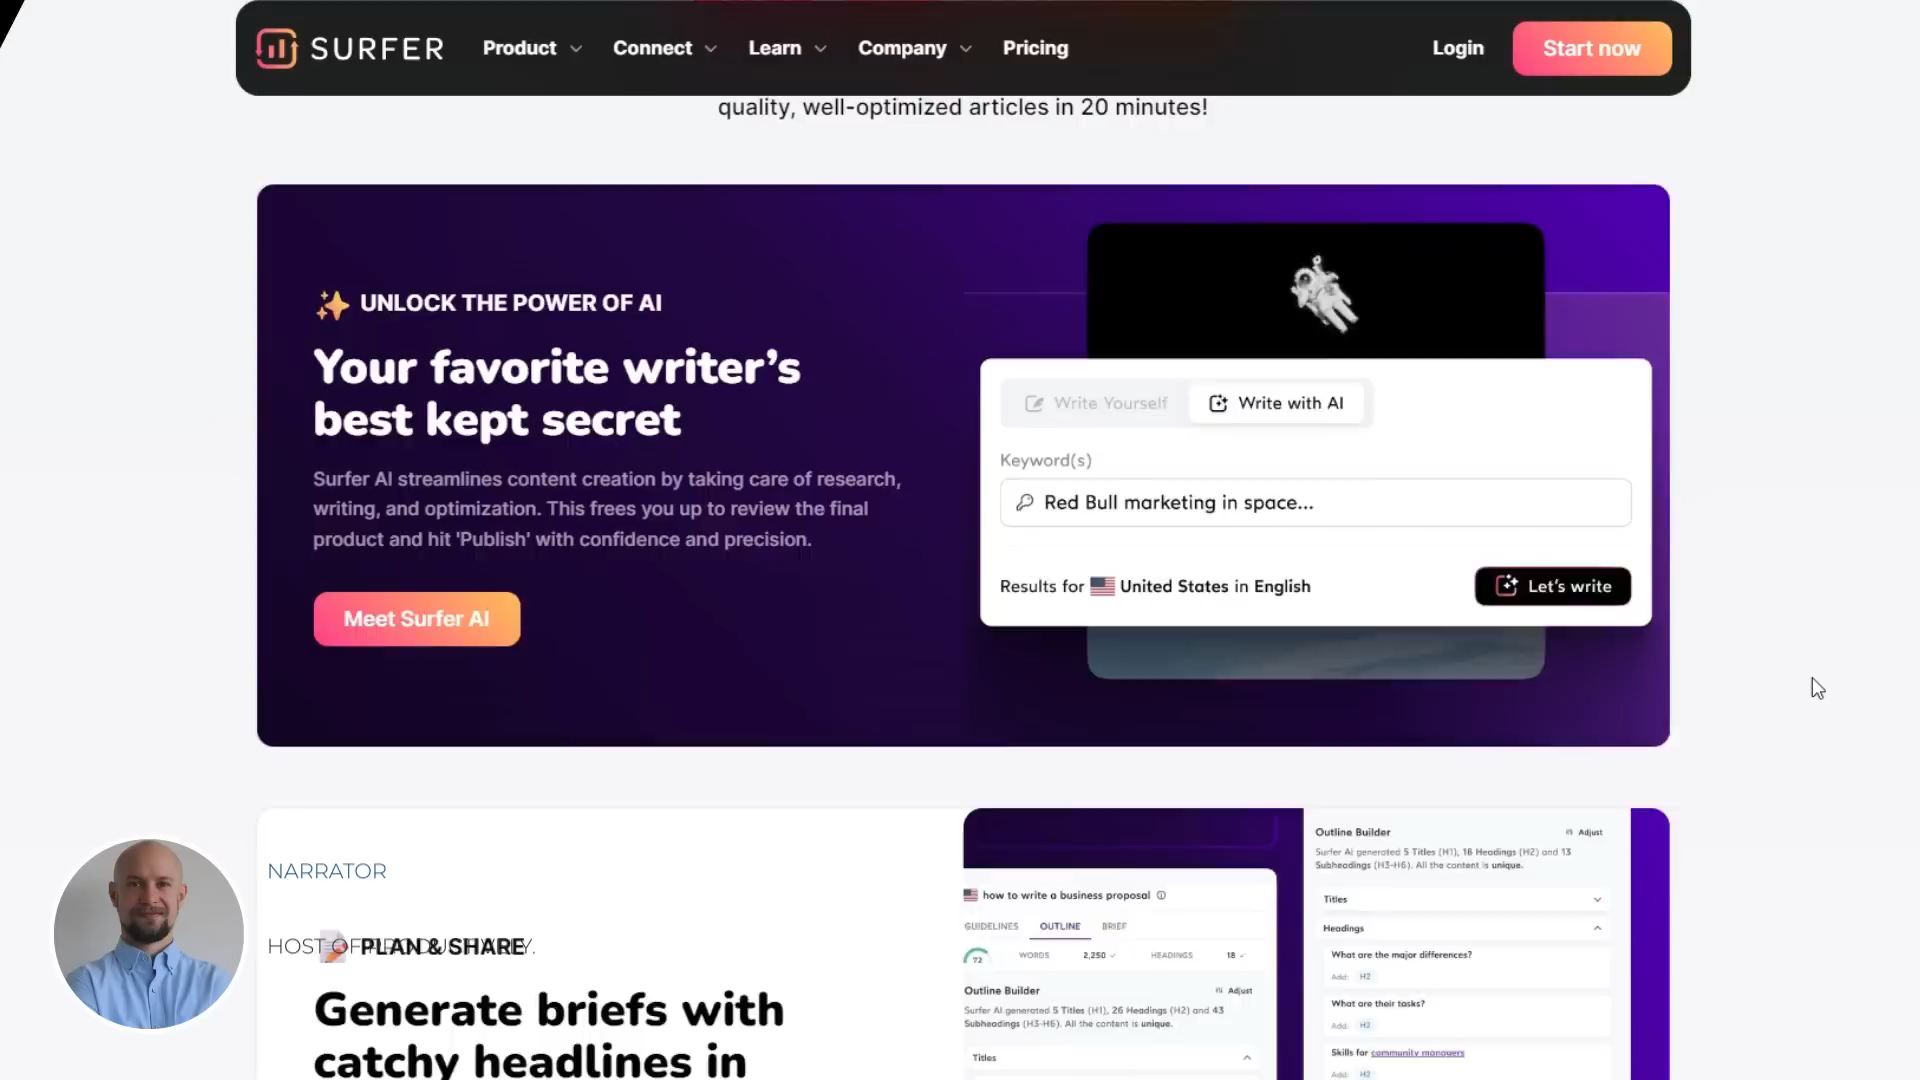 SURFER
Product
Connect
Learn
Company
Pricing
Login
Start now
quality, well-optimized articles in 20 minutes!
UNLOCK THE POWER OF AI
Your favorite writer’s
best kept secret
Surfer AI streamlines content creation by taking care of research,
writing, and optimization. This frees you up to review the final
product and hit 'Publish' with confidence and precision.
Meet Surfer AI
Write Yourself
Write with AI
Keyword(s)
Red Bull marketing in space...
Results for United States in English
Let’s write
NARRATOR
HOST OF
PLAN & SHARE
Generate briefs with
catchy headlines in
how to write a business proposal
GUIDELINES
OUTLINE
BRIEF
72
WORDS
2,250
HEADINGS
18
Outline Builder
Adjust
Surfer AI generated 5 Titles (H1), 26 Headings (H2) and 43
Subheadings (H3-H6). All the content is unique.
Titles
Outline Builder
Adjust
Surfer AI generated 5 Titles (H1), 16 Headings (H2) and 13
Subheadings (H3-H6). All the content is unique.
Titles
Headings
What are the major differences?
Add: H2
What are their tasks?
Add: H2
Skills for community managers
Add: H2